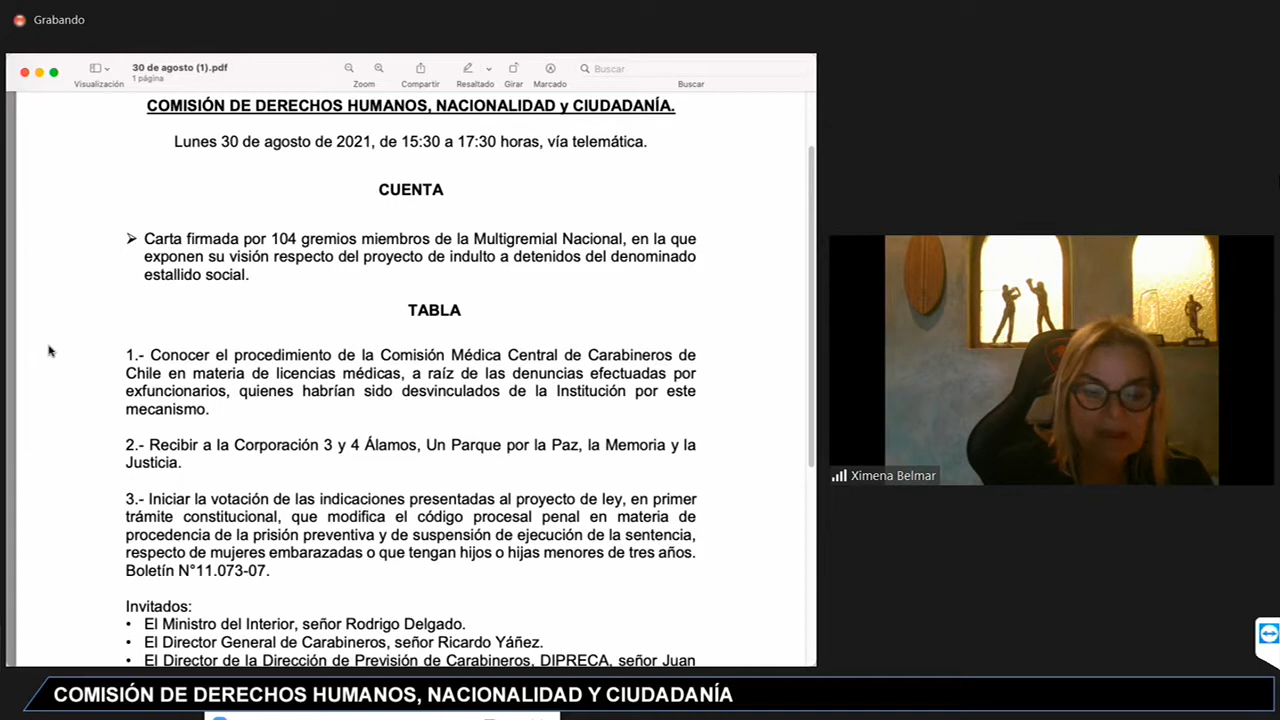 Grabando
30 de agosto (1).pdf
1 página
Visualización
Zoom
Compartir
Resaltado
Girar
Marcado
Buscar
Buscar
COMISIÓN DE DERECHOS HUMANOS, NACIONALIDAD y CIUDADANÍA.
Lunes 30 de agosto de 2021, de 15:30 a 17:30 horas, vía telemática.
CUENTA
➢ Carta firmada por 104 gremios miembros de la Multigremial Nacional, en la que
exponen su visión respecto del proyecto de indulto a detenidos del denominado
estallido social.
TABLA
1.- Conocer el procedimiento de la Comisión Médica Central de Carabineros de
Chile en materia de licencias médicas, a raíz de las denuncias efectuadas por
exfuncionarios, quienes habrían sido desvinculados de la Institución por este
mecanismo.
2.- Recibir a la Corporación 3 y 4 Álamos, Un Parque por la Paz, la Memoria y la
Justicia.
3.- Iniciar la votación de las indicaciones presentadas al proyecto de ley, en primer
trámite constitucional, que modifica el código procesal penal en materia de
procedencia de la prisión preventiva y de suspensión de ejecución de la sentencia,
respecto de mujeres embarazadas o que tengan hijos o hijas menores de tres años.
Boletín N°11.073-07.
Invitados:
• El Ministro del Interior, señor Rodrigo Delgado.
• El Director General de Carabineros, señor Ricardo Yáñez.
• El Director de la Dirección de Previsión de Carabineros, DIPRECA, señor Juan
Ximena Belmar
COMISIÓN DE DERECHOS HUMANOS, NACIONALIDAD Y CIUDADANÍA